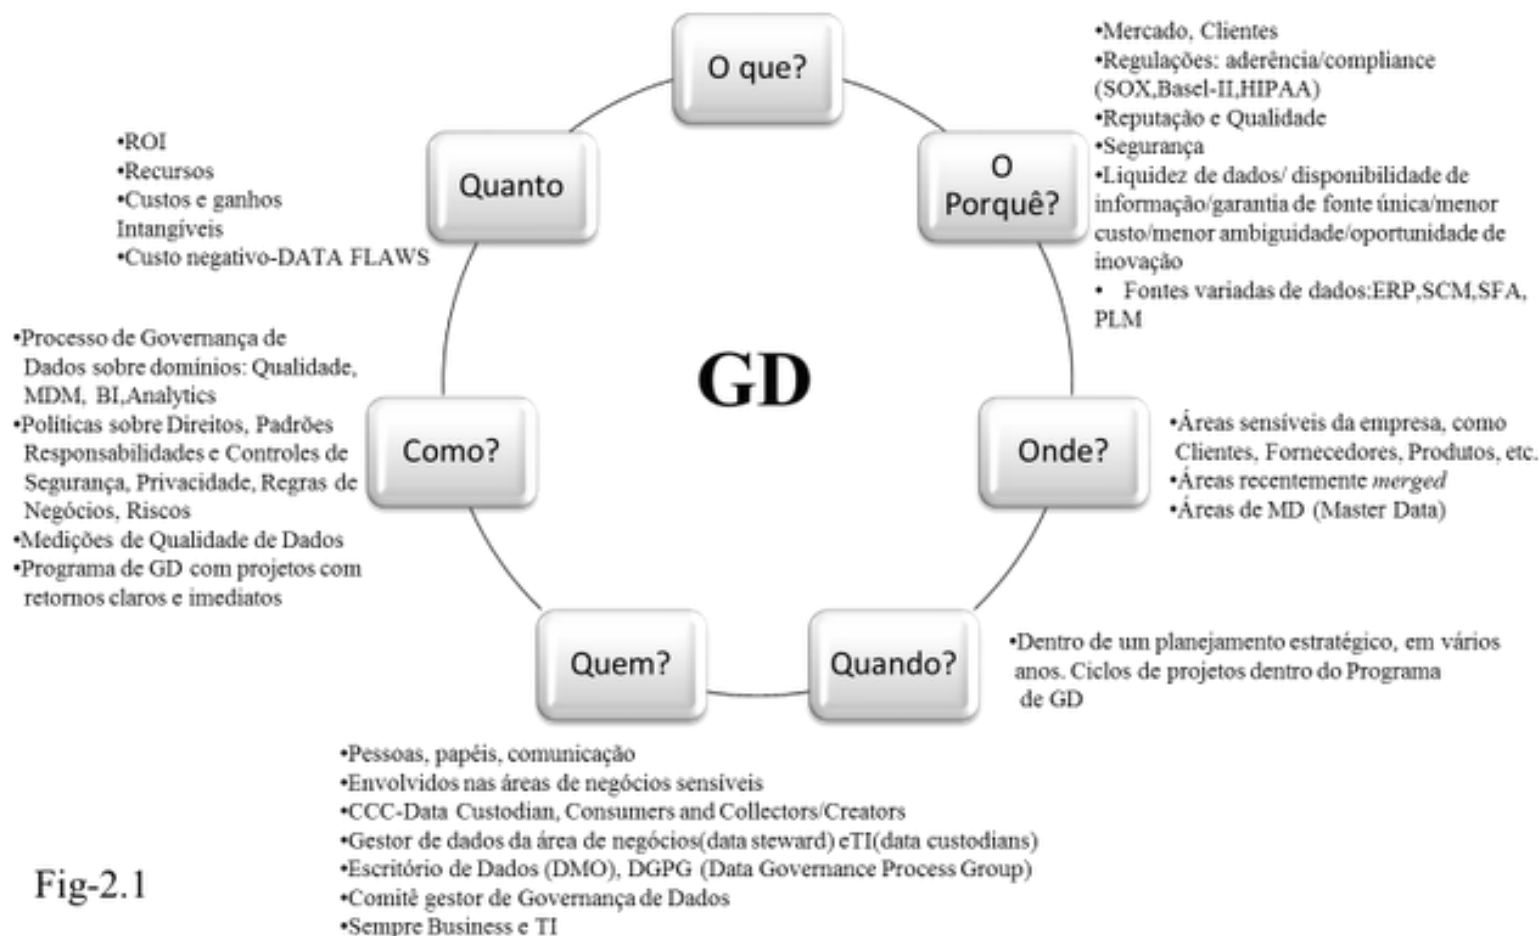 O que?
•Mercado, Clientes
•Regulações: aderência/compliance
(SOX,Basel-II,HIPAA)
•Reputação e Qualidade
•Segurança
•Liquidez de dados/ disponibilidade de
informação/garantia de fonte única/menor
custo/menor ambiguidade/oportunidade de
inovação
• Fontes variadas de dados:ERP,SCM,SFA,
PLM
O
Porquê?
•ROI
•Recursos
•Custos e ganhos
Intangíveis
•Custo negativo-DATA FLAWS
Quanto
GD
•Processo de Governança de
Dados sobre domínios: Qualidade,
MDM, BI,Analytics
•Políticas sobre Direitos, Padrões
Responsabilidades e Controles de
Segurança, Privacidade, Regras de
Negócios, Riscos
•Medições de Qualidade de Dados
•Programa de GD com projetos com
retornos claros e imediatos
Como?
Onde?
•Áreas sensíveis da empresa, como
Clientes, Fornecedores, Produtos, etc.
•Áreas recentemente merged
•Áreas de MD (Master Data)
Quem?
Quando?
•Dentro de um planejamento estratégico, em vários
anos. Ciclos de projetos dentro do Programa
de GD
•Pessoas, papéis, comunicação
•Envolvidos nas áreas de negócios sensíveis
•CCC-Data Custodian, Consumers and Collectors/Creators
•Gestor de dados da área de negócios(data steward) eTI(data custodians)
•Escritório de Dados (DMO), DGPG (Data Governance Process Group)
•Comitê gestor de Governança de Dados
•Sempre Business e TI
Fig-2.1